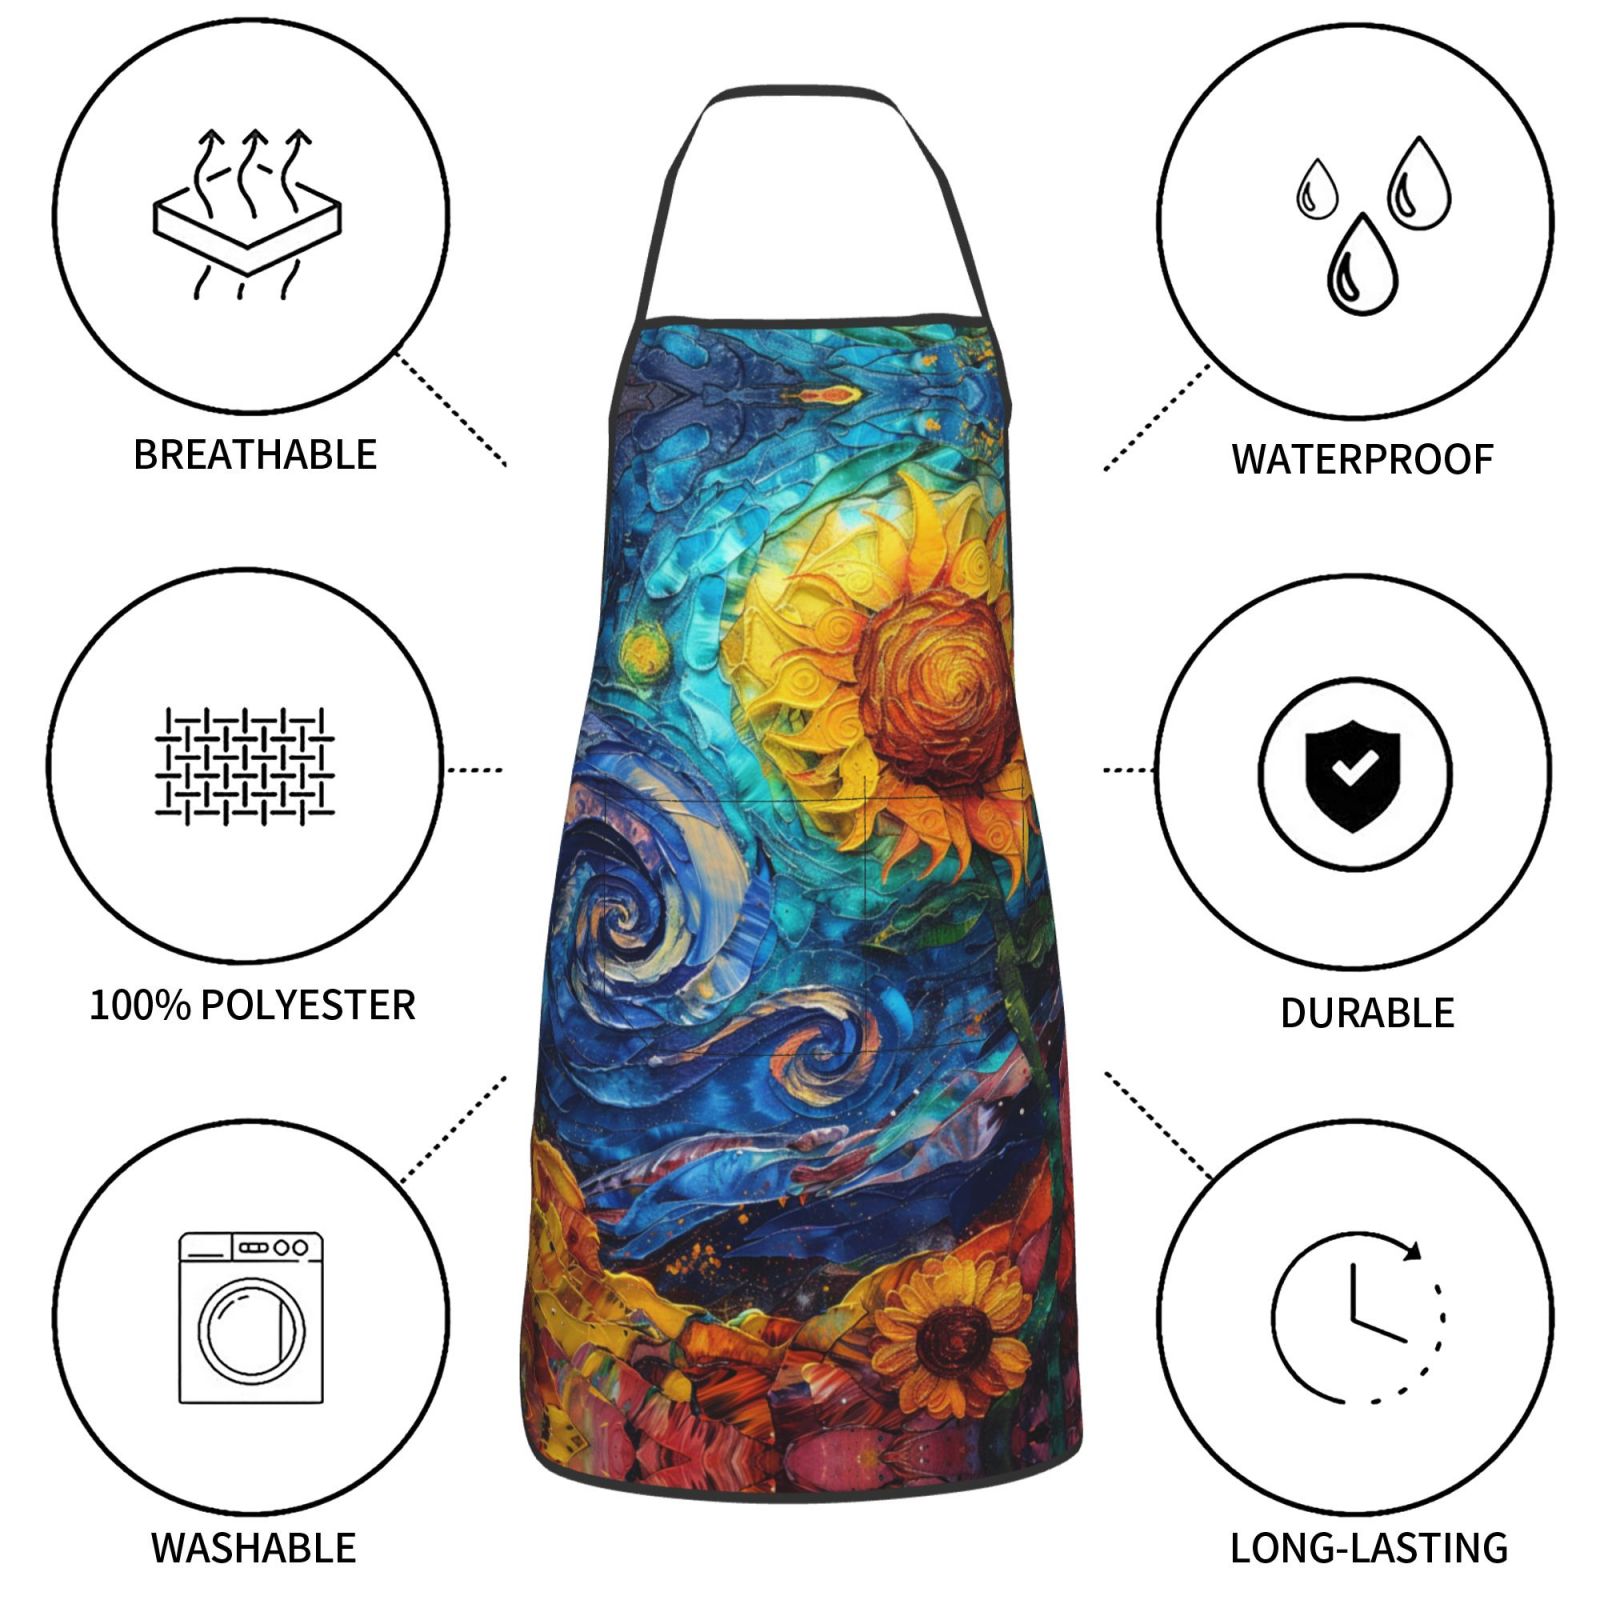 BREATHABLE
WATERPROOF
100% POLYESTER
DURABLE
WASHABLE
LONG-LASTING